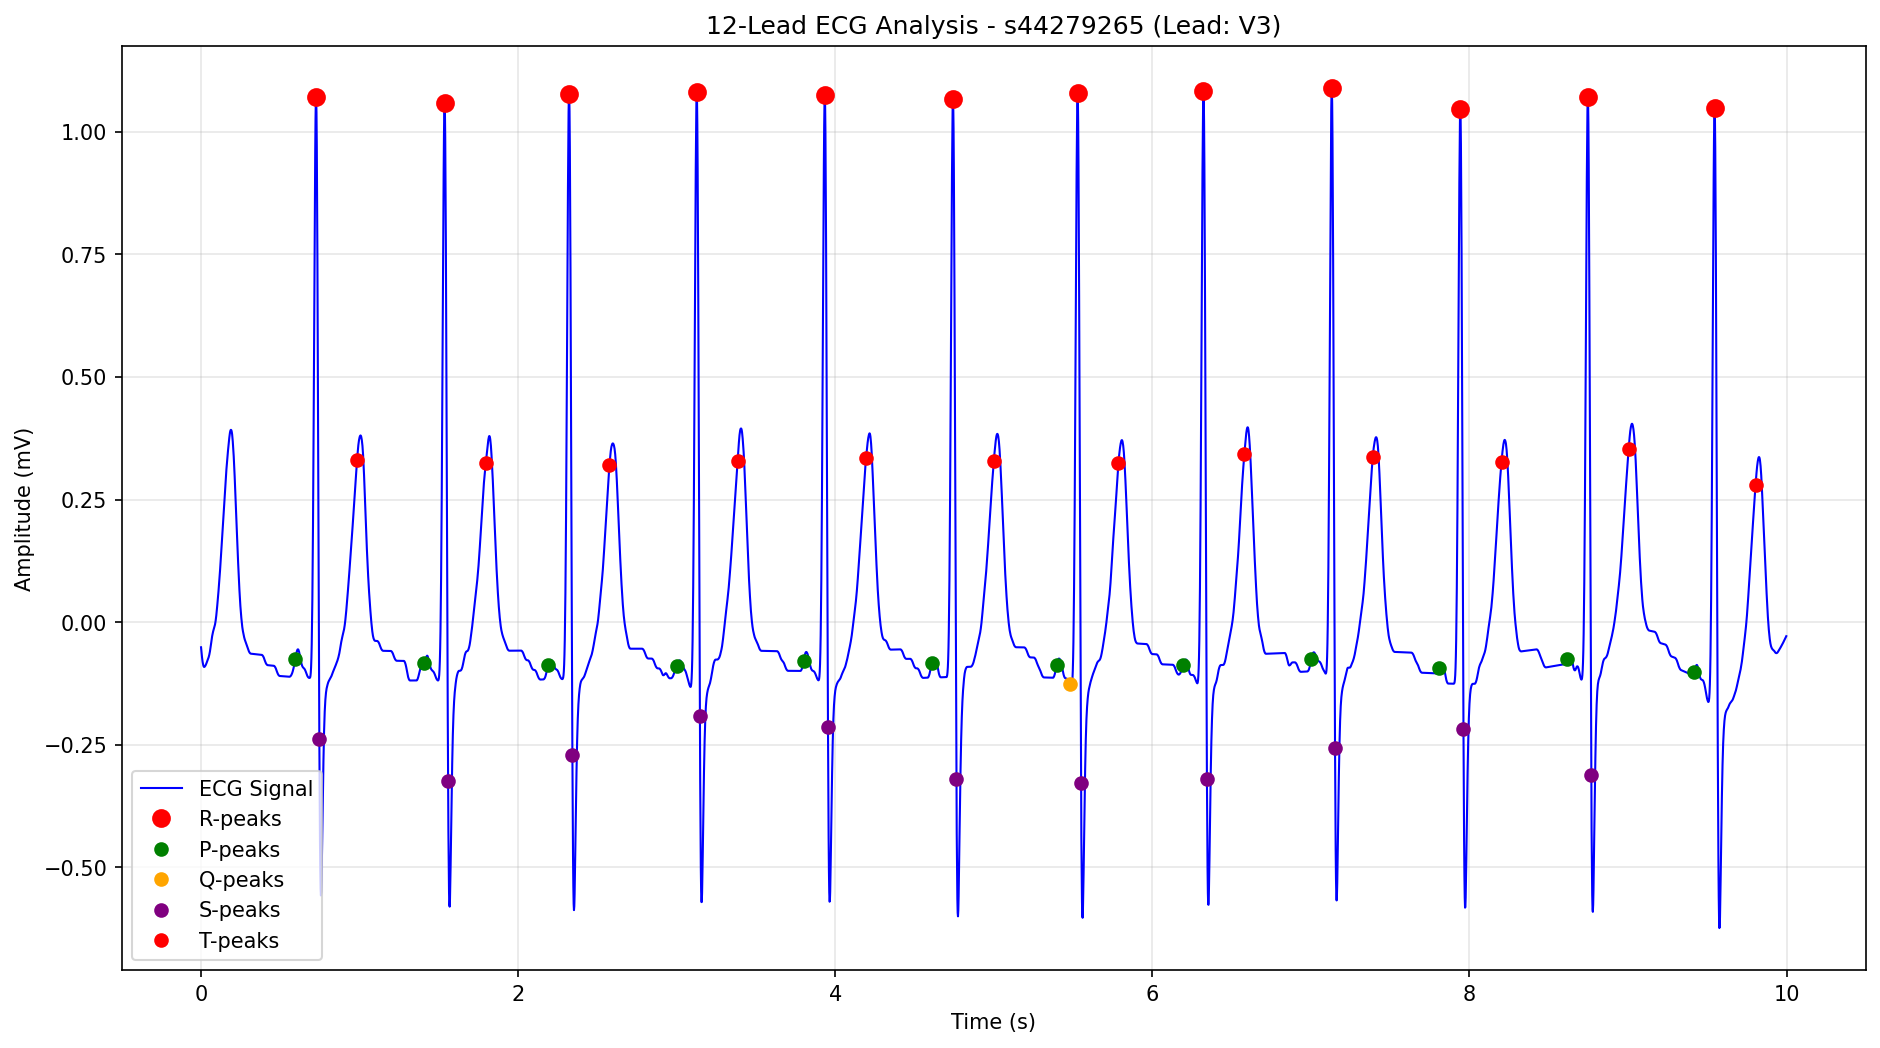 12-Lead ECG Analysis - s44279265 (Lead: V3)
Amplitude (mV)
1.00
0.75
0.50
0.25
0.00
−0.25
−0.50
ECG Signal
R-peaks
P-peaks
Q-peaks
S-peaks
T-peaks
0 2 4 6 8 10
Time (s)